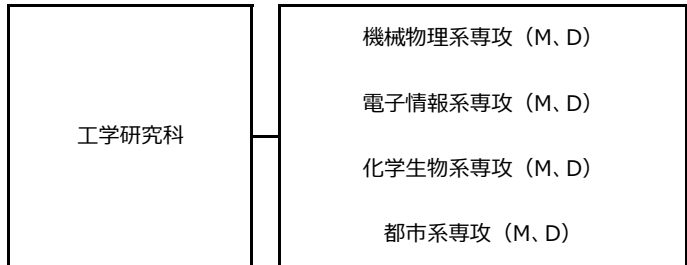 工学研究科
機械物理系専攻（M、D）
電子情報系専攻（M、D）
化学生物系専攻（M、D）
都市系専攻（M、D）